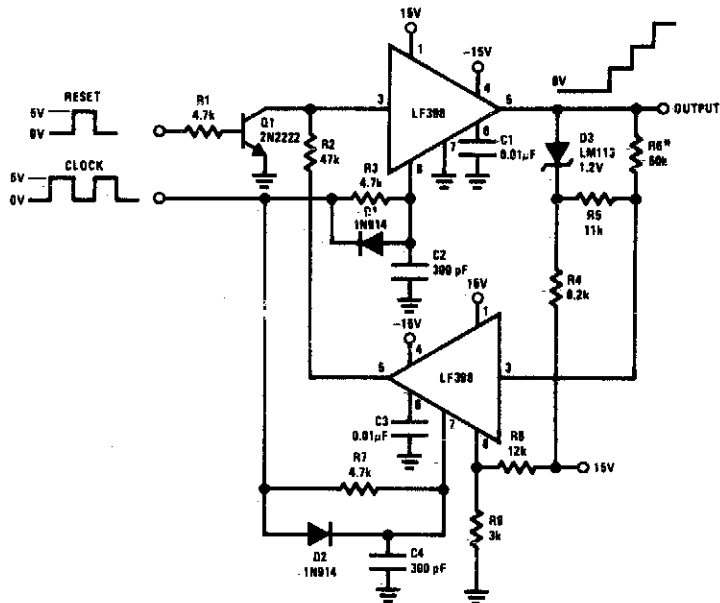 15V
1
-15V
4
0V
RESET
5V
0V
R1
4.7k
Q1
2N2222
3
LF398
5
OUTPUT
6
7
8
C1
0.01µF
D3
LM113
1.2V
R6*
50k
CLOCK
5V
0V
R2
47k
R3
4.7k
D1
1N914
R5
11k
C2
300 pF
R4
8.2k
15V
1
-15V
4
5
LF398
3
6
7
8
C3
0.01µF
R8
12k
15V
R7
4.7k
R9
3k
D2
1N914
C4
300 pF